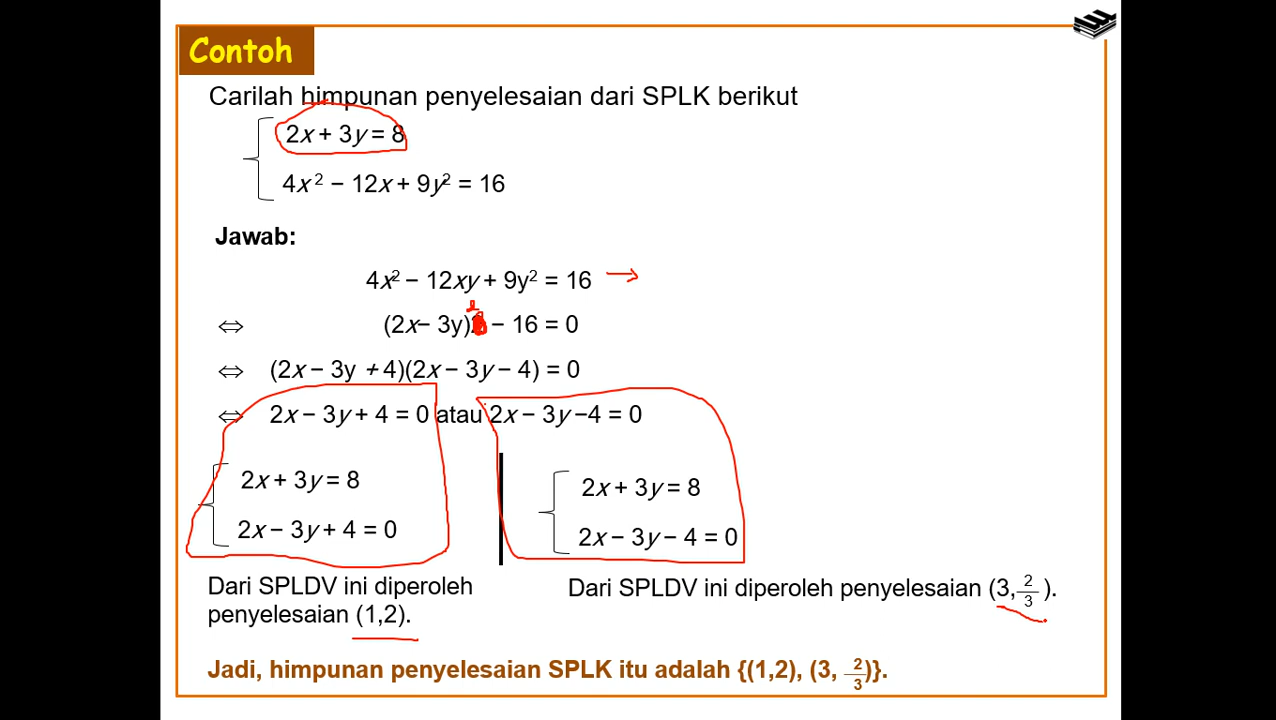 Contoh
Carilah himpunan penyelesaian dari SPLK berikut
2x + 3y = 8
4x² − 12x + 9y² = 16
Jawab:
4x² − 12xy + 9y² = 16 →
⇔ (2x − 3y)² − 16 = 0
⇔ (2x − 3y + 4)(2x − 3y − 4) = 0
⇔ 2x − 3y + 4 = 0 atau 2x − 3y −4 = 0
2x + 3y = 8
2x − 3y + 4 = 0
2x + 3y = 8
2x − 3y − 4 = 0
Dari SPLDV ini diperoleh
penyelesaian (1,2).
Dari SPLDV ini diperoleh penyelesaian (3, 2/3 ).
Jadi, himpunan penyelesaian SPLK itu adalah {(1,2), (3, 2/3)}.